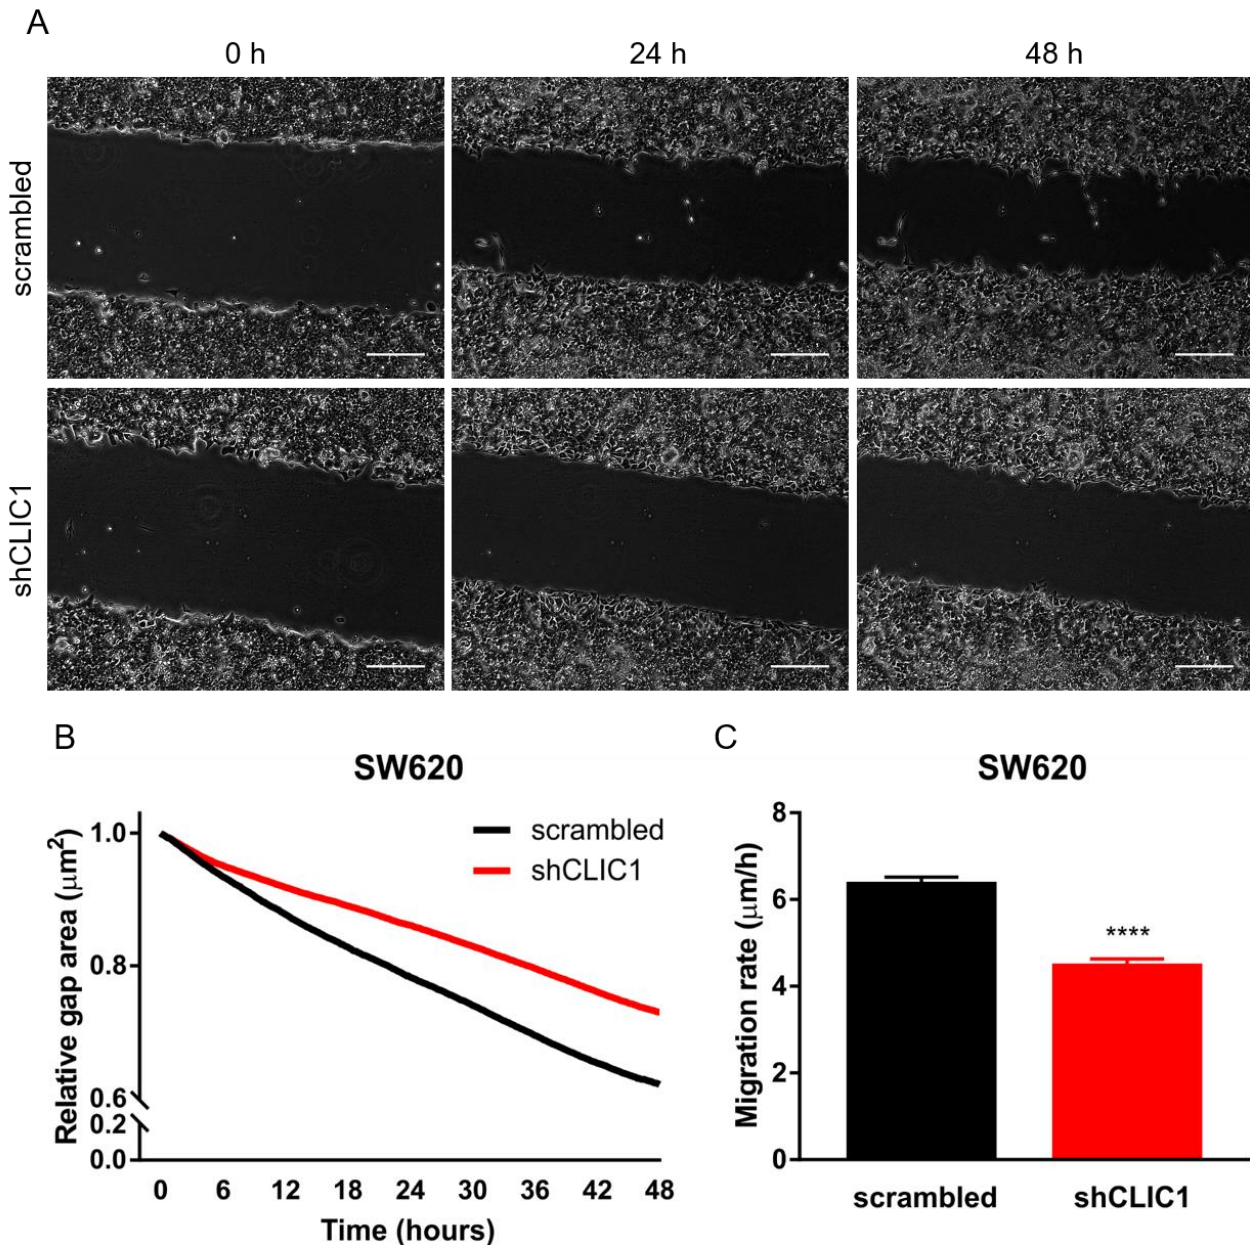 A
0 h 24 h 48 h
scrambled
shCLIC1
B
SW620
Relative gap area (μm²)
1.0
0.8
0.6
0.2
0.0
scrambled
shCLIC1
0 6 12 18 24 30 36 42 48
Time (hours)
C
SW620
Migration rate (μm/h)
8
6
4
2
0
****
scrambled shCLIC1